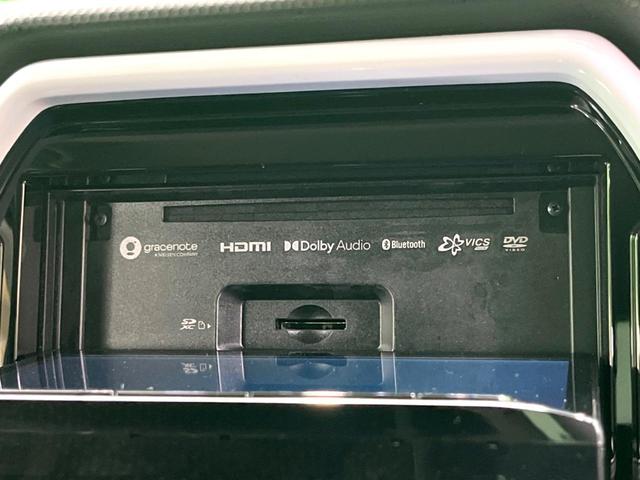 gracenote HDMI Dolby Audio Bluetooth VICS DVD
A NIELSEN COMPANY VIDEO
SD XC